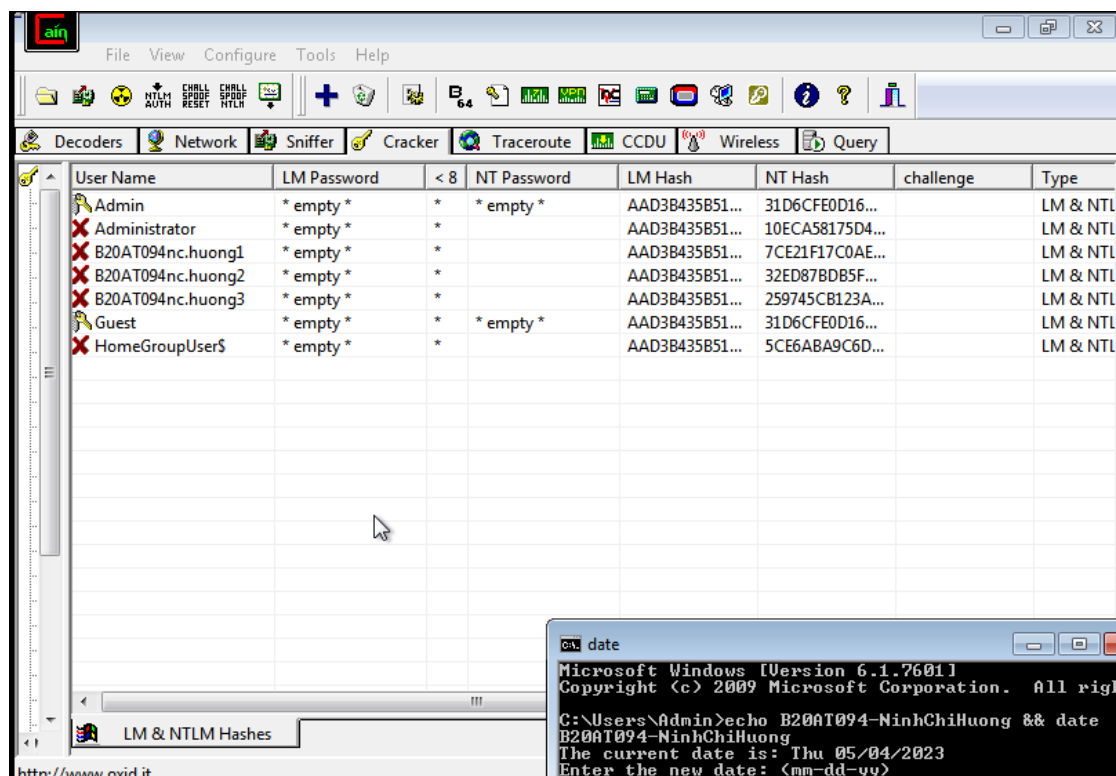 Cain
File View Configure Tools Help
NTLM AUTH CHALL SPOOF RESET CHALL SPOOF NTLM B64
Decoders Network Sniffer Cracker Traceroute CCDU Wireless Query
User Name LM Password < 8 NT Password LM Hash NT Hash challenge Type
Admin * empty * * * empty * AAD3B435B51... 31D6CFE0D16... LM & NTL
Administrator * empty * * AAD3B435B51... 10ECA58175D4... LM & NTL
B20AT094nc.huong1 * empty * * AAD3B435B51... 7CE21F17C0AE... LM & NTL
B20AT094nc.huong2 * empty * * AAD3B435B51... 32ED87BDB5F... LM & NTL
B20AT094nc.huong3 * empty * * AAD3B435B51... 259745CB123A... LM & NTL
Guest * empty * * * empty * AAD3B435B51... 31D6CFE0D16... LM & NTL
HomeGroupUser$ * empty * * AAD3B435B51... 5CE6ABA9C6D... LM & NTL
LM & NTLM Hashes
http://www.oxid.it
date
Microsoft Windows [Version 6.1.7601]
Copyright (c) 2009 Microsoft Corporation. All rig
C:\Users\Admin>echo B20AT094-NinhChiHuong && date
B20AT094-NinhChiHuong
The current date is: Thu 05/04/2023
Enter the new date: (mm-dd-yy)